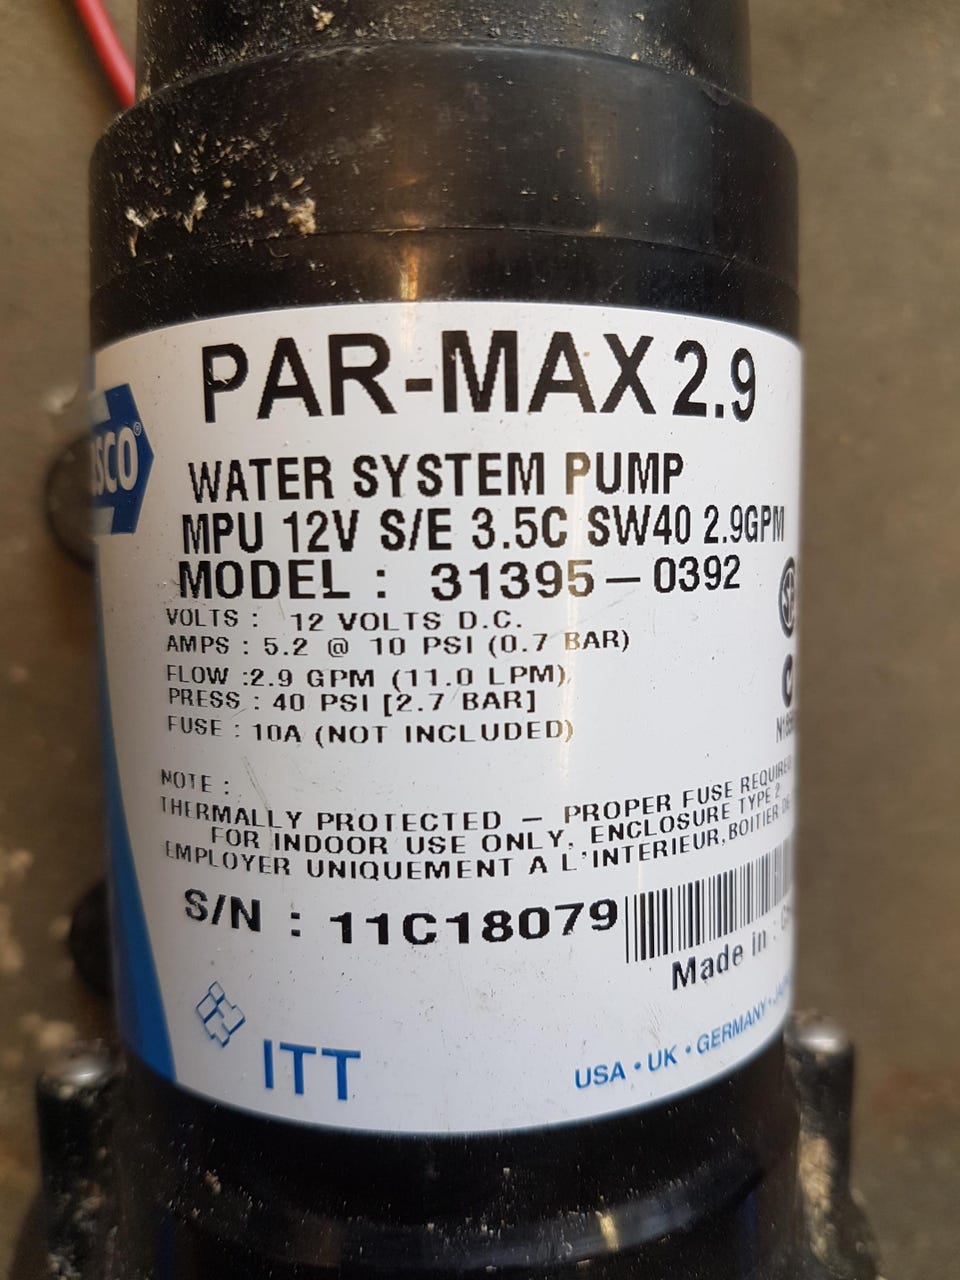 PAR-MAX 2.9
SCO®
WATER SYSTEM PUMP
MPU 12V S/E 3.5C SW40 2.9GPM
MODEL : 31395-0392
VOLTS : 12 VOLTS D.C.
AMPS : 5.2 @ 10 PSI (0.7 BAR)
FLOW :2.9 GPM (11.0 LPM)
PRESS : 40 PSI [2.7 BAR]
FUSE : 10A (NOT INCLUDED)
NOTE :
THERMALLY PROTECTED – PROPER FUSE REQUIRED
FOR INDOOR USE ONLY, ENCLOSURE TYPE 2
EMPLOYER UNIQUEMENT A L'INTERIEUR, BOITIER DE
S/N : 11C18079
Made in :
ITT
USA • UK • GERMANY •